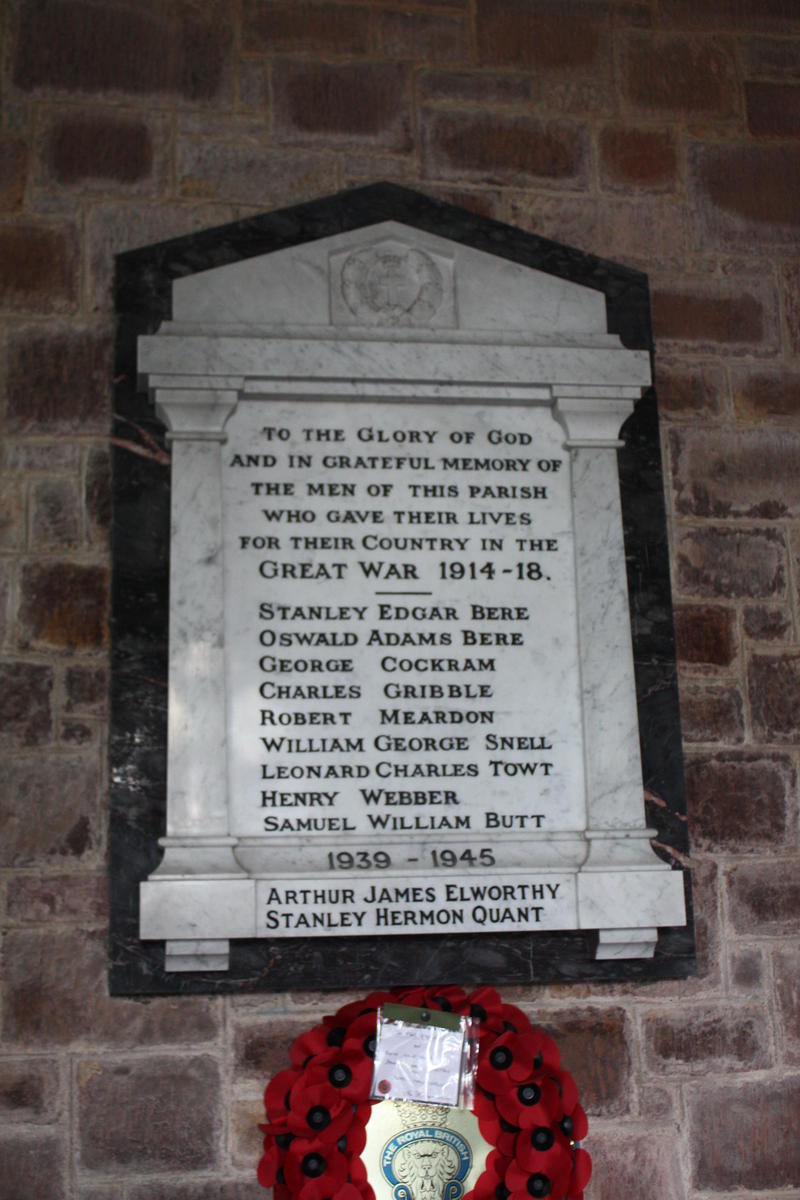 TO THE GLORY OF GOD
AND IN GRATEFUL MEMORY OF
THE MEN OF THIS PARISH
WHO GAVE THEIR LIVES
FOR THEIR COUNTRY IN THE
GREAT WAR 1914-18.
STANLEY EDGAR BERE
OSWALD ADAMS BERE
GEORGE COCKRAM
CHARLES GRIBBLE
ROBERT MEARDON
WILLIAM GEORGE SNELL
LEONARD CHARLES TOWT
HENRY WEBBER
SAMUEL WILLIAM BUTT
1939 - 1945
ARTHUR JAMES ELWORTHY
STANLEY HERMON QUANT
THE ROYAL BRITISH